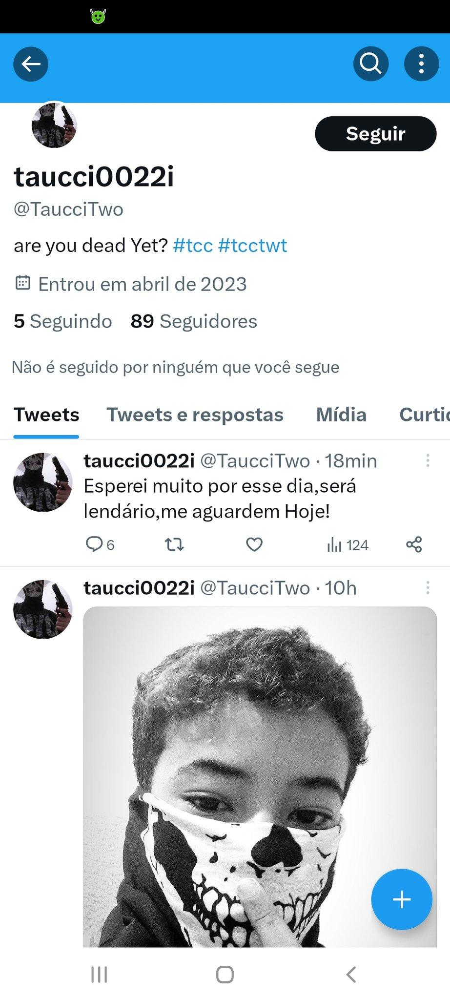 Seguir
taucci0022i
@TaucciTwo
are you dead Yet? #tcc #tcctwt
Entrou em abril de 2023
5 Seguindo 89 Seguidores
Não é seguido por ninguém que você segue
Tweets Tweets e respostas Mídia Curtic
taucci0022i @TaucciTwo · 18min
Esperei muito por esse dia,será
lendário,me aguardem Hoje!
6 124
taucci0022i @TaucciTwo · 10h